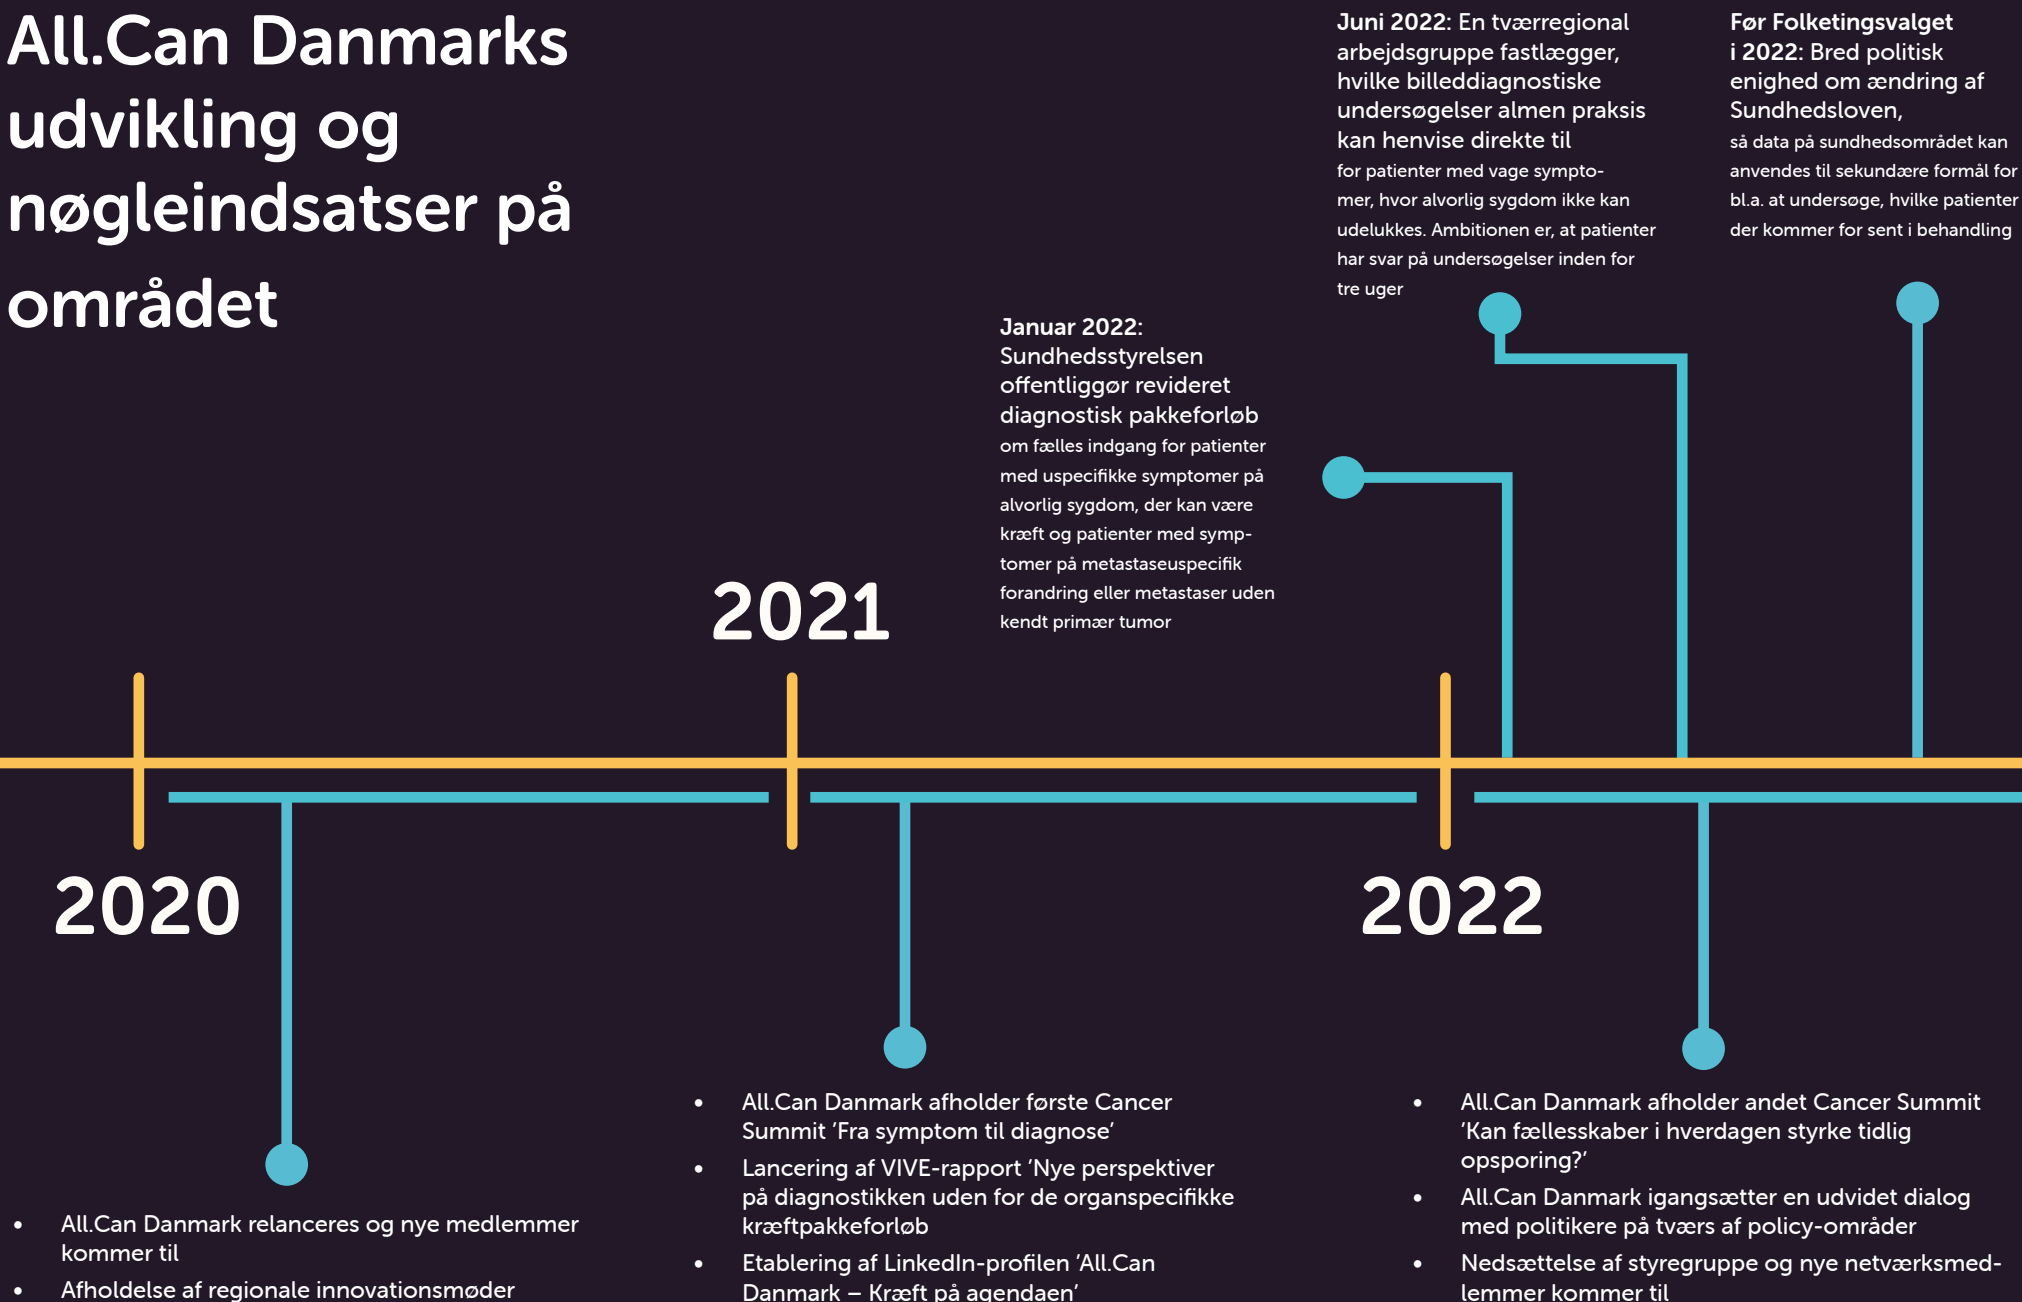 All.Can Danmarks
udvikling og
nøgleindsatser på
området
Juni 2022: En tværregional
arbejdsgruppe fastlægger,
hvilke billeddiagnostiske
undersøgelser almen praksis
kan henvise direkte til
for patienter med vage sympto-
mer, hvor alvorlig sygdom ikke kan
udelukkes. Ambitionen er, at patienter
har svar på undersøgelser inden for
tre uger
Før Folketingsvalget
i 2022: Bred politisk
enighed om ændring af
Sundhedsloven,
så data på sundhedsområdet kan
anvendes til sekundære formål for
bl.a. at undersøge, hvilke patienter
der kommer for sent i behandling
Januar 2022:
Sundhedsstyrelsen
offentliggør revideret
diagnostisk pakkeforløb
om fælles indgang for patienter
med uspecifikke symptomer på
alvorlig sygdom, der kan være
kræft og patienter med symp-
tomer på metastaseuspecifik
forandring eller metastaser uden
kendt primær tumor
2021
2020
2022
• All.Can Danmark relanceres og nye medlemmer
kommer til
• Afholdelse af regionale innovationsmøder
• All.Can Danmark afholder første Cancer
Summit ’Fra symptom til diagnose’
• Lancering af VIVE-rapport ’Nye perspektiver
på diagnostikken uden for de organspecifikke
kræftpakkeforløb
• Etablering af LinkedIn-profilen ’All.Can
Danmark – Kræft på agendaen’
• All.Can Danmark afholder andet Cancer Summit
’Kan fællesskaber i hverdagen styrke tidlig
opsporing?’
• All.Can Danmark igangsætter en udvidet dialog
med politikere på tværs af policy-områder
• Nedsættelse af styregruppe og nye netværksmed-
lemmer kommer til